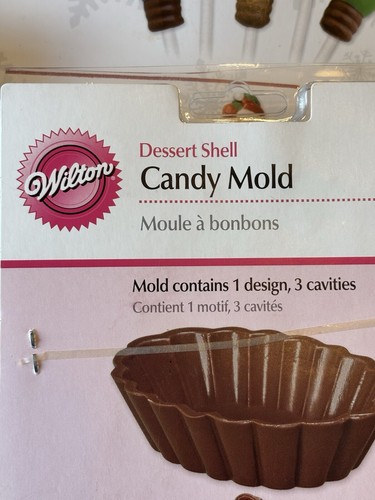 Wilton
Dessert Shell
Candy Mold
Moule à bonbons
Mold contains 1 design, 3 cavities
Contient 1 motif, 3 cavités